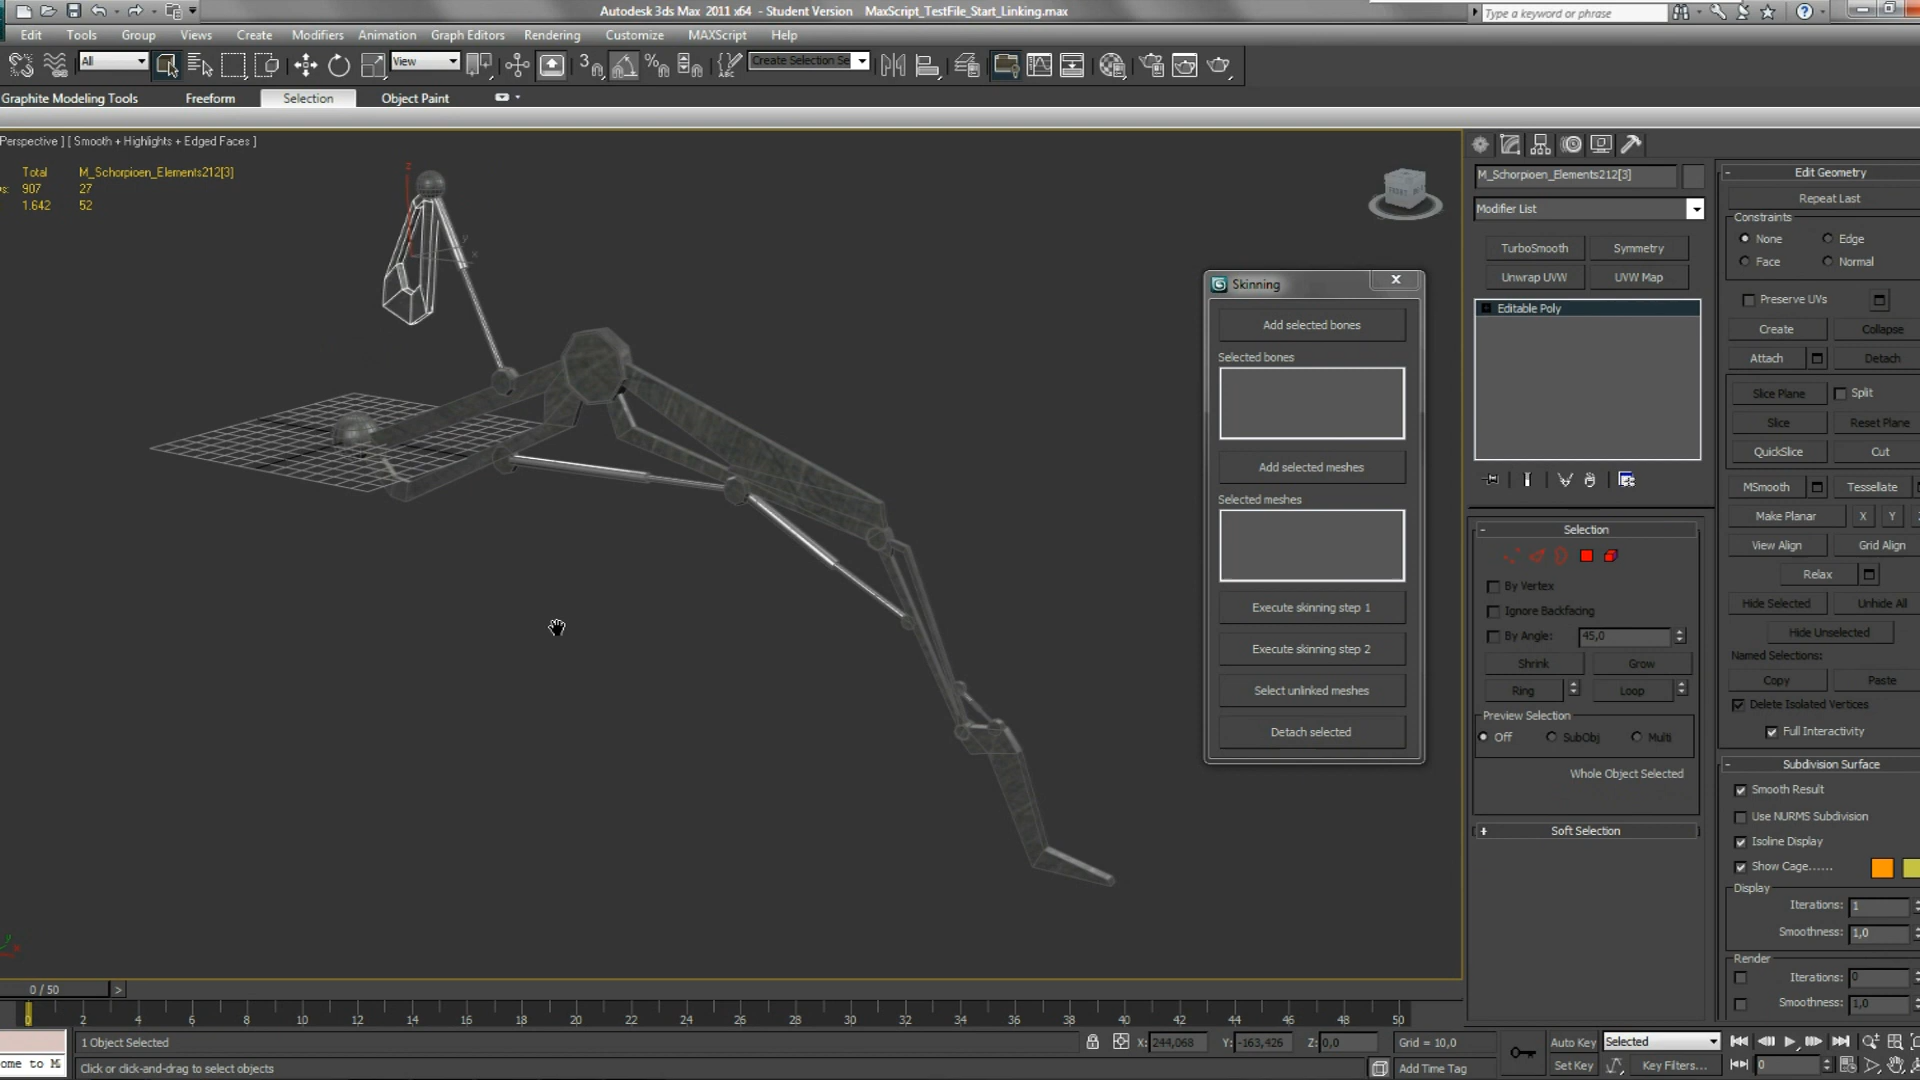 Autodesk 3ds Max 2011 x64 - Student Version MaxScript_TestFile_Start_Linking.max
Type a keyword or phrase
Edit Tools Group Views Create Modifiers Animation Graph Editors Rendering Customize MAXScript Help
All
View
3
Create Selection Se
Graphite Modeling Tools Freeform Selection Object Paint
Perspective ] [ Smooth + Highlights + Edged Faces ]
Total M_Schorpioen_Elements212[3]
s: 907 27
1.642 52
z
y
x
Skinning
Add selected bones
Selected bones
Add selected meshes
Selected meshes
Execute skinning step 1
Execute skinning step 2
Select unlinked meshes
Detach selected
M_Schorpioen_Elements212[3]
Modifier List
TurboSmooth Symmetry
Unwrap UVW UVW Map
Editable Poly
Selection
By Vertex
Ignore Backfacing
By Angle: 45,0
Shrink Grow
Ring Loop
Preview Selection
Off SubObj Multi
Whole Object Selected
Soft Selection
Edit Geometry
Repeat Last
Constraints
None Edge
Face Normal
Preserve UVs
Create Collapse
Attach Detach
Slice Plane Split
Slice Reset Plane
QuickSlice Cut
MSmooth Tessellate
Make Planar X Y
View Align Grid Align
Relax
Hide Selected Unhide All
Hide Unselected
Named Selections:
Copy Paste
Delete Isolated Vertices
Full Interactivity
Subdivision Surface
Smooth Result
Use NURMS Subdivision
Isoline Display
Show Cage......
Display
Iterations: 1
Smoothness: 1,0
Render
Iterations: 0
Smoothness: 1,0
0 / 50 >
0 2 4 6 8 10 12 14 16 18 20 22 24 26 28 30 32 34 36 38 40 42 44 46 48 50
1 Object Selected X: 244,068 Y: -163,426 Z: 0,0 Grid = 10,0 Auto Key Selected
ome to M Click or click-and-drag to select objects Add Time Tag Set Key Key Filters... 0